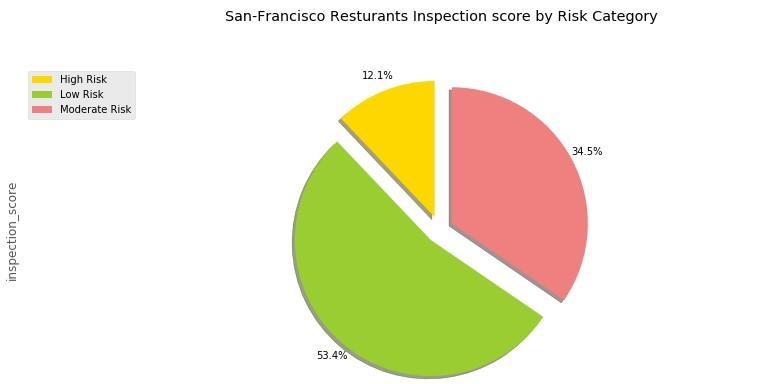 San-Francisco Resturants Inspection score by Risk Category
High Risk
Low Risk
Moderate Risk
12.1%
34.5%
53.4%
inspection_score